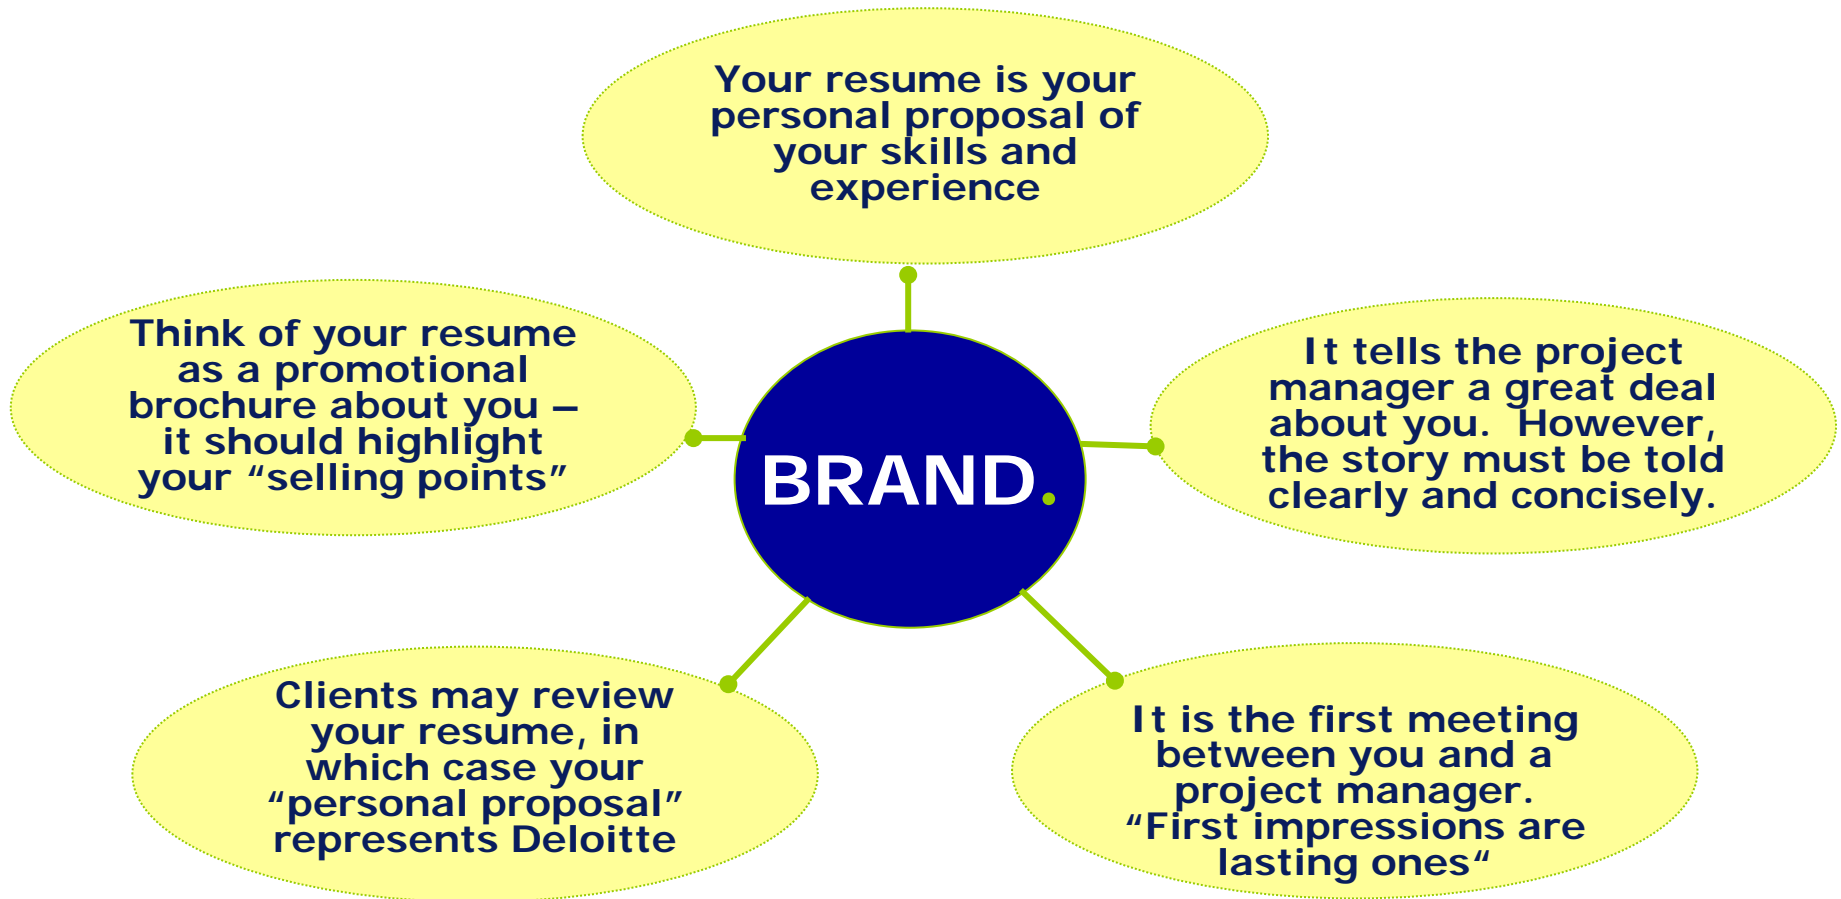 Your resume is your
personal proposal of
your skills and
experience
Think of your resume
as a promotional
brochure about you –
it should highlight
your “selling points”
BRAND.
It tells the project
manager a great deal
about you.  However,
the story must be told
clearly and concisely.
Clients may review
your resume, in
which case your
“personal proposal”
represents Deloitte
It is the first meeting
between you and a
project manager.
“First impressions are
lasting ones“